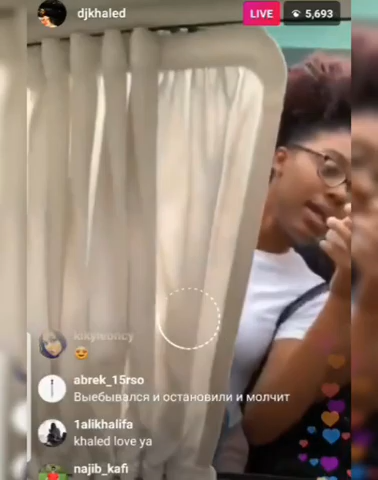 djkhaled
LIVE
5,693
abrek_15rso
Выебывался и остановили и молчит
1alikhalifa
khaled love ya
najib_kafi